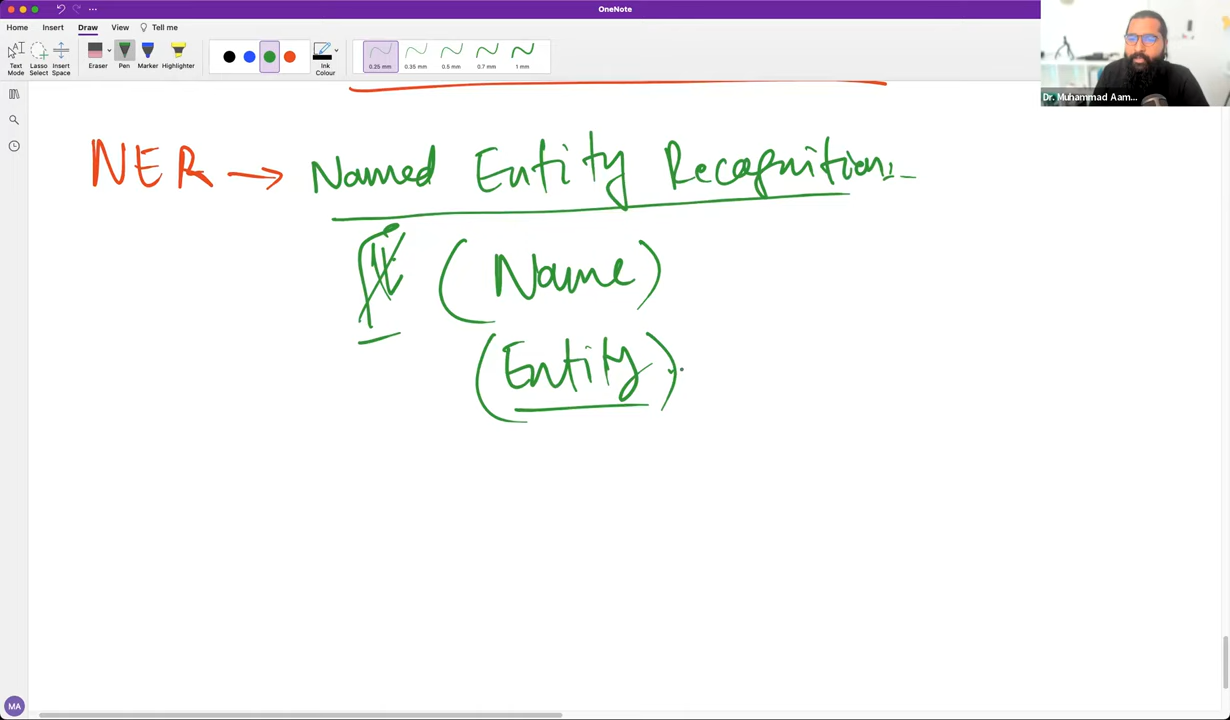 OneNote
Home Insert Draw View Tell me
Text Mode
Lasso Select
Insert Space
Eraser
Pen
Marker
Highlighter
Ink Colour
0.25 mm
0.35 mm
0.5 mm
0.7 mm
1 mm
Dr. Muhammad Aam...
NER → Named Entity Recognition
(Name)
(Entity)
MA